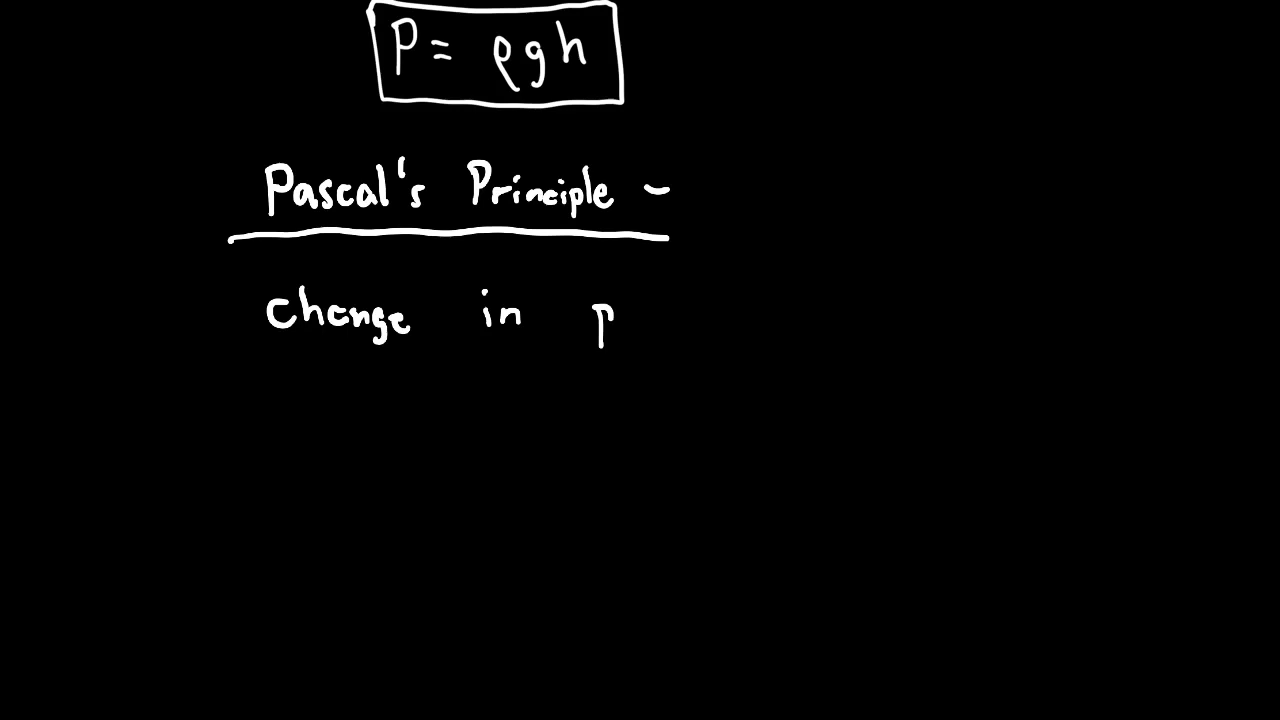 P = ρgh
Pascal's Principle -
Change in p